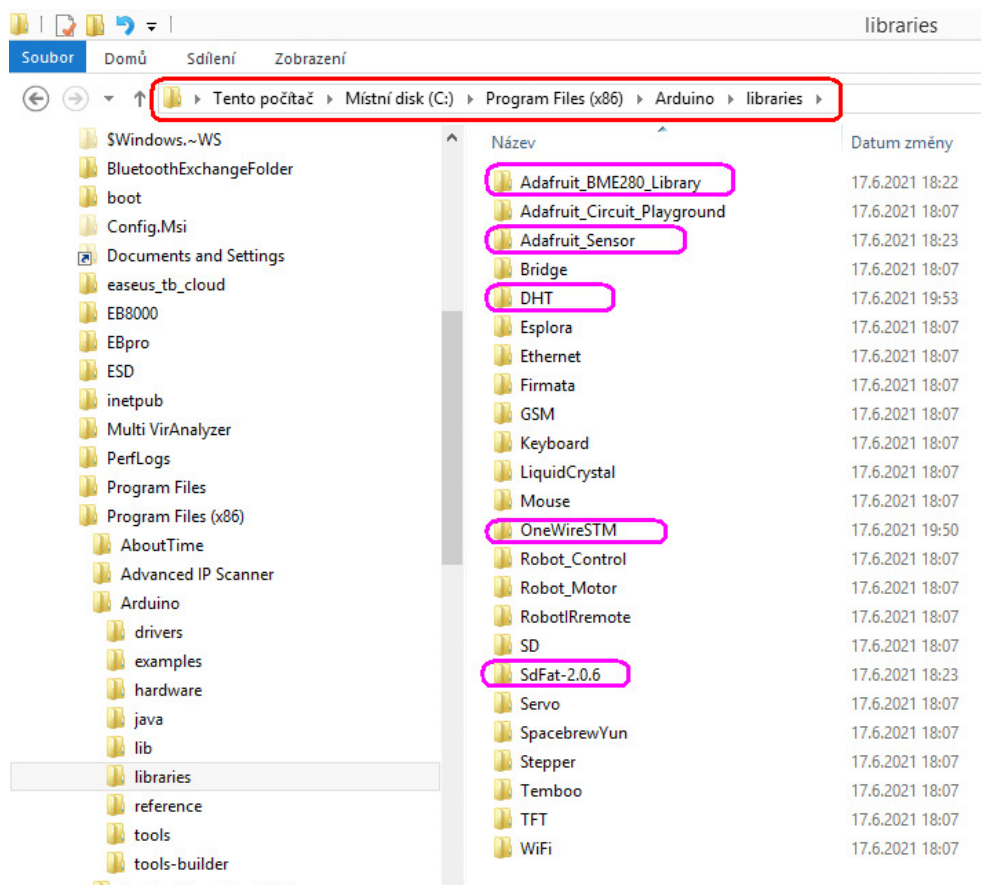 libraries
Soubor Domů Sdílení Zobrazení
Tento počítač Místní disk (C:) Program Files (x86) Arduino libraries
$Windows.~WS
BluetoothExchangeFolder
boot
Config.Msi
Documents and Settings
easeus_tb_cloud
EB8000
EBpro
ESD
inetpub
Multi VirAnalyzer
PerfLogs
Program Files
Program Files (x86)
AboutTime
Advanced IP Scanner
Arduino
drivers
examples
hardware
java
lib
libraries
reference
tools
tools-builder
Název Datum změny
Adafruit_BME280_Library 17.6.2021 18:22
Adafruit_Circuit_Playground 17.6.2021 18:07
Adafruit_Sensor 17.6.2021 18:23
Bridge 17.6.2021 18:07
DHT 17.6.2021 19:53
Esplora 17.6.2021 18:07
Ethernet 17.6.2021 18:07
Firmata 17.6.2021 18:07
GSM 17.6.2021 18:07
Keyboard 17.6.2021 18:07
LiquidCrystal 17.6.2021 18:07
Mouse 17.6.2021 18:07
OneWireSTM 17.6.2021 19:50
Robot_Control 17.6.2021 18:07
Robot_Motor 17.6.2021 18:07
RobotIRremote 17.6.2021 18:07
SD 17.6.2021 18:07
SdFat-2.0.6 17.6.2021 18:23
Servo 17.6.2021 18:07
SpacebrewYun 17.6.2021 18:07
Stepper 17.6.2021 18:07
Temboo 17.6.2021 18:07
TFT 17.6.2021 18:07
WiFi 17.6.2021 18:07